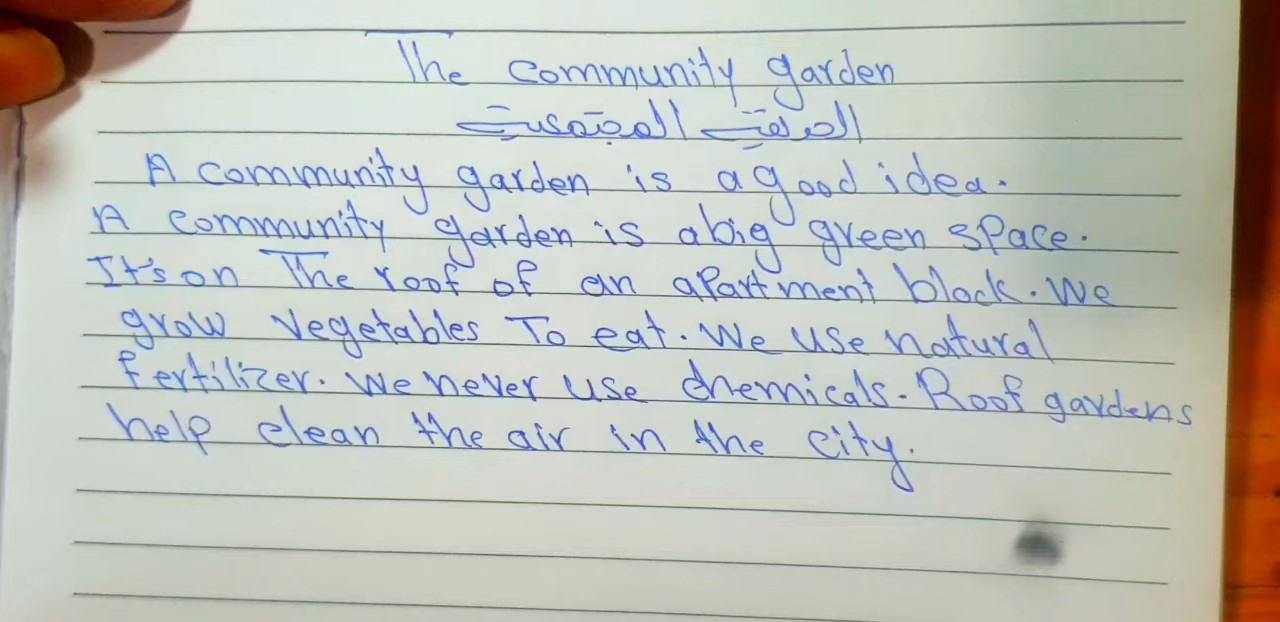 The community garden
الحديقة المجتمعية
A community garden is a good idea.
A community garden is a big green space.
It's on The roof of an apartment block. We
grow vegetables To eat. We use natural
fertilizer. We never use chemicals. Roof gardens
help clean the air in the city.